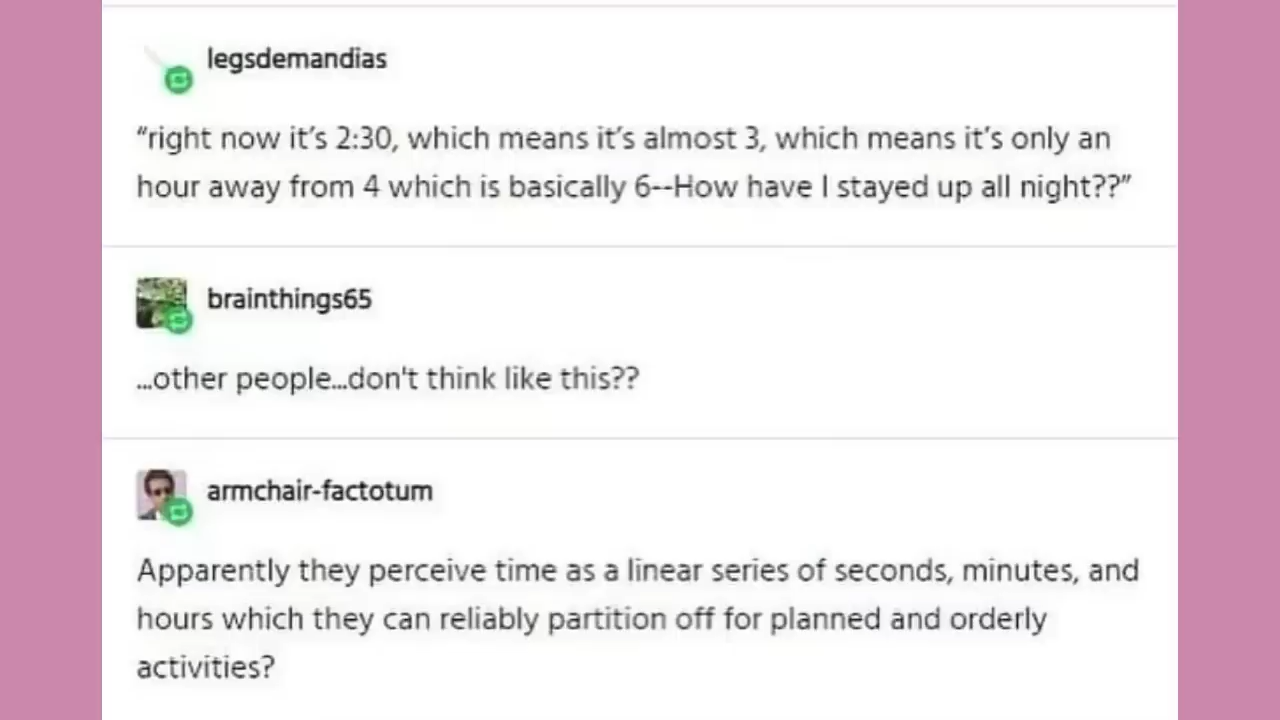 legsdemandias
“right now it’s 2:30, which means it’s almost 3, which means it’s only an
hour away from 4 which is basically 6--How have I stayed up all night??”
brainthings65
...other people...don't think like this??
armchair-factotum
Apparently they perceive time as a linear series of seconds, minutes, and
hours which they can reliably partition off for planned and orderly
activities?